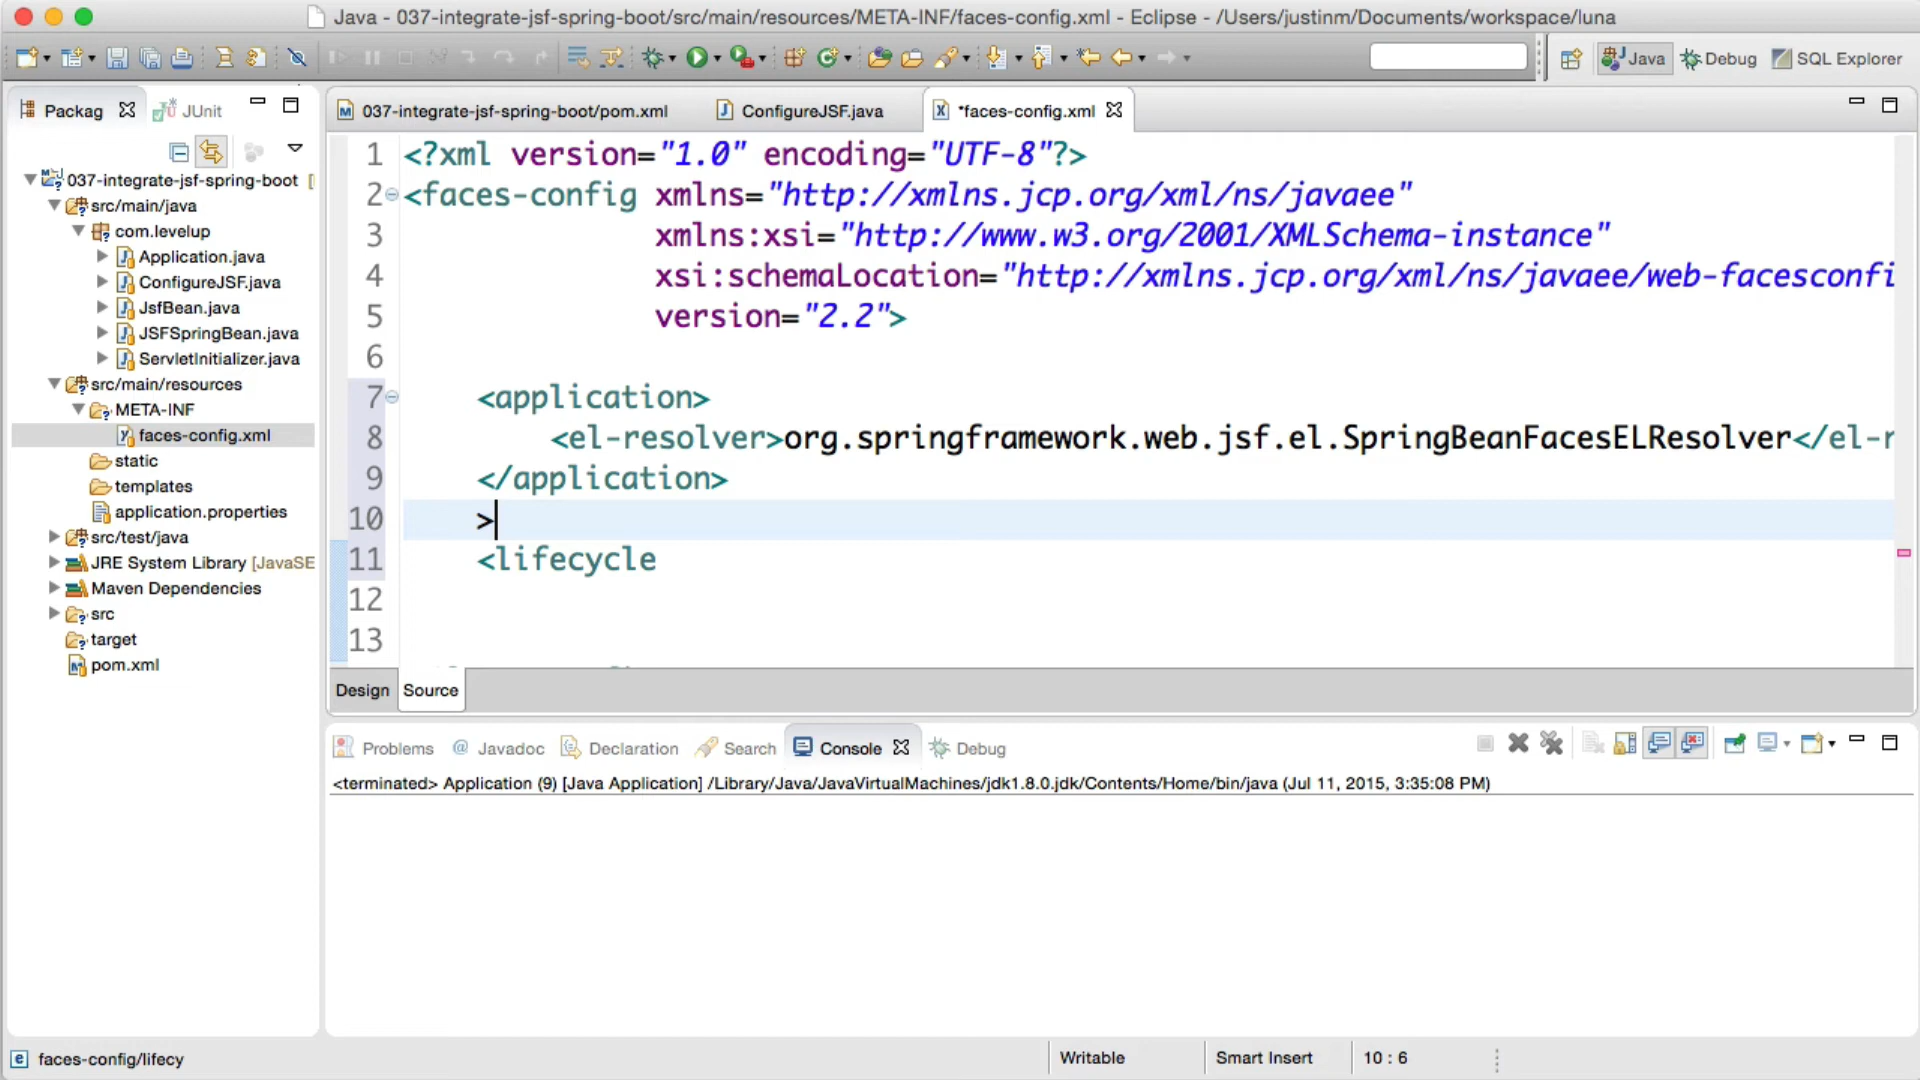 Java - 037-integrate-jsf-spring-boot/src/main/resources/META-INF/faces-config.xml - Eclipse - /Users/justinm/Documents/workspace/luna
Java
Debug
SQL Explorer
Packag
JUnit
037-integrate-jsf-spring-boot/pom.xml
ConfigureJSF.java
*faces-config.xml
037-integrate-jsf-spring-boot [
src/main/java
com.levelup
Application.java
ConfigureJSF.java
JsfBean.java
JSFSpringBean.java
ServletInitializer.java
src/main/resources
META-INF
faces-config.xml
static
templates
application.properties
src/test/java
JRE System Library [JavaSE
Maven Dependencies
src
target
pom.xml
1 <?xml version="1.0" encoding="UTF-8"?>
2 <faces-config xmlns="http://xmlns.jcp.org/xml/ns/javaee"
3 xmlns:xsi="http://www.w3.org/2001/XMLSchema-instance"
4 xsi:schemaLocation="http://xmlns.jcp.org/xml/ns/javaee/web-facesconfi
5 version="2.2">
6
7 <application>
8 <el-resolver>org.springframework.web.jsf.el.SpringBeanFacesELResolver</el-r
9 </application>
10 >
11 <lifecycle
12
13
Design
Source
Problems
@ Javadoc
Declaration
Search
Console
Debug
<terminated> Application (9) [Java Application] /Library/Java/JavaVirtualMachines/jdk1.8.0.jdk/Contents/Home/bin/java (Jul 11, 2015, 3:35:08 PM)
faces-config/lifecy
Writable
Smart Insert
10 : 6